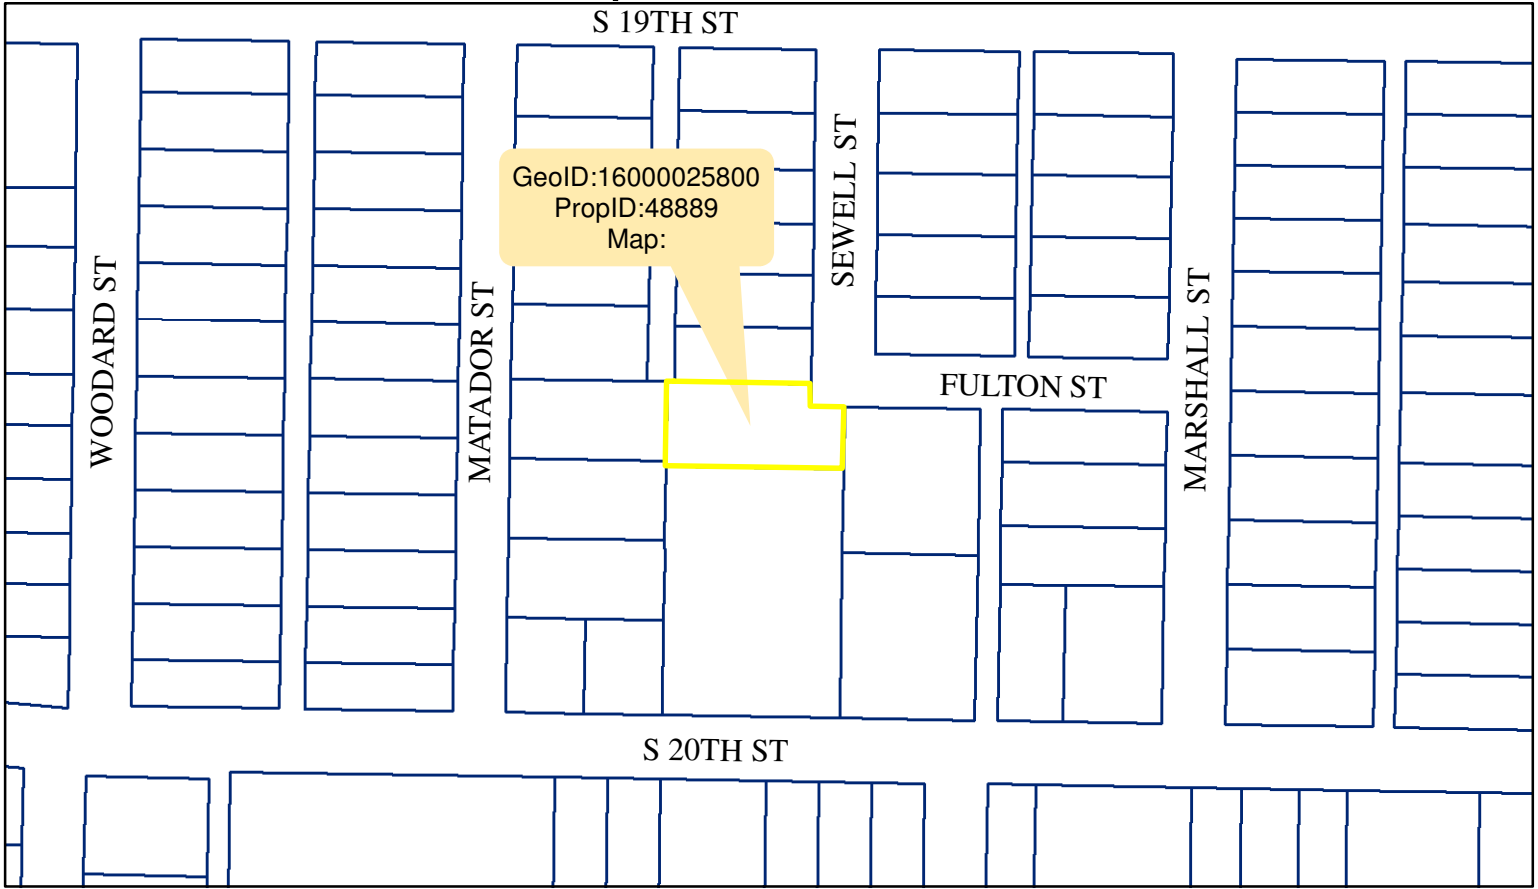 S 19TH ST
GeoID:16000025800
PropID:48889
Map:
SEWELL ST
WOODARD ST
MATADOR ST
MARSHALL ST
FULTON ST
S 20TH ST